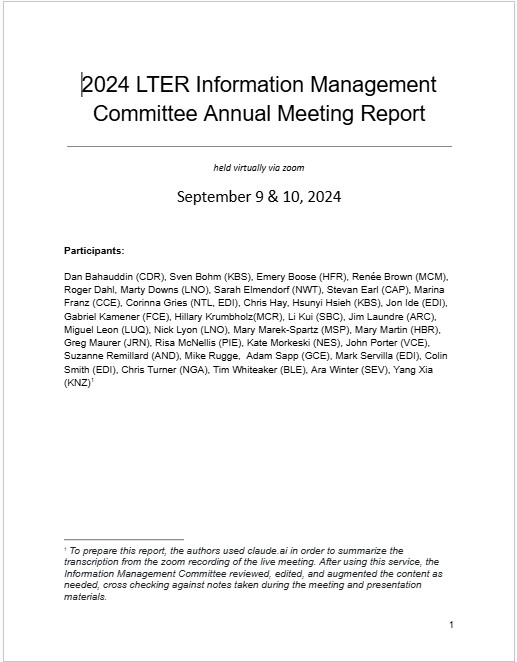 2024 LTER Information Management
Committee Annual Meeting Report
held virtually via zoom
September 9 & 10, 2024
Participants:
Dan Bahauddin (CDR), Sven Bohm (KBS), Emery Boose (HFR), Renée Brown (MCM),
Roger Dahl, Marty Downs (LNO), Sarah Elmendorf (NWT), Stevan Earl (CAP), Marina
Franz (CCE), Corinna Gries (NTL, EDI), Chris Hay, Hsunyi Hsieh (KBS), Jon Ide (EDI),
Gabriel Kamener (FCE), Hillary Krumbholz(MCR), Li Kui (SBC), Jim Laundre (ARC),
Miguel Leon (LUQ), Nick Lyon (LNO), Mary Marek-Spartz (MSP), Mary Martin (HBR),
Greg Maurer (JRN), Risa McNellis (PIE), Kate Morkeski (NES), John Porter (VCE),
Suzanne Remillard (AND), Mike Rugge,  Adam Sapp (GCE), Mark Servilla (EDI), Colin
Smith (EDI), Chris Turner (NGA), Tim Whiteaker (BLE), Ara Winter (SEV), Yang Xia
(KNZ)¹
¹ To prepare this report, the authors used claude.ai in order to summarize the
transcription from the zoom recording of the live meeting. After using this service, the
Information Management Committee reviewed, edited, and augmented the content as
needed, cross checking against notes taken during the meeting and presentation
materials.
1